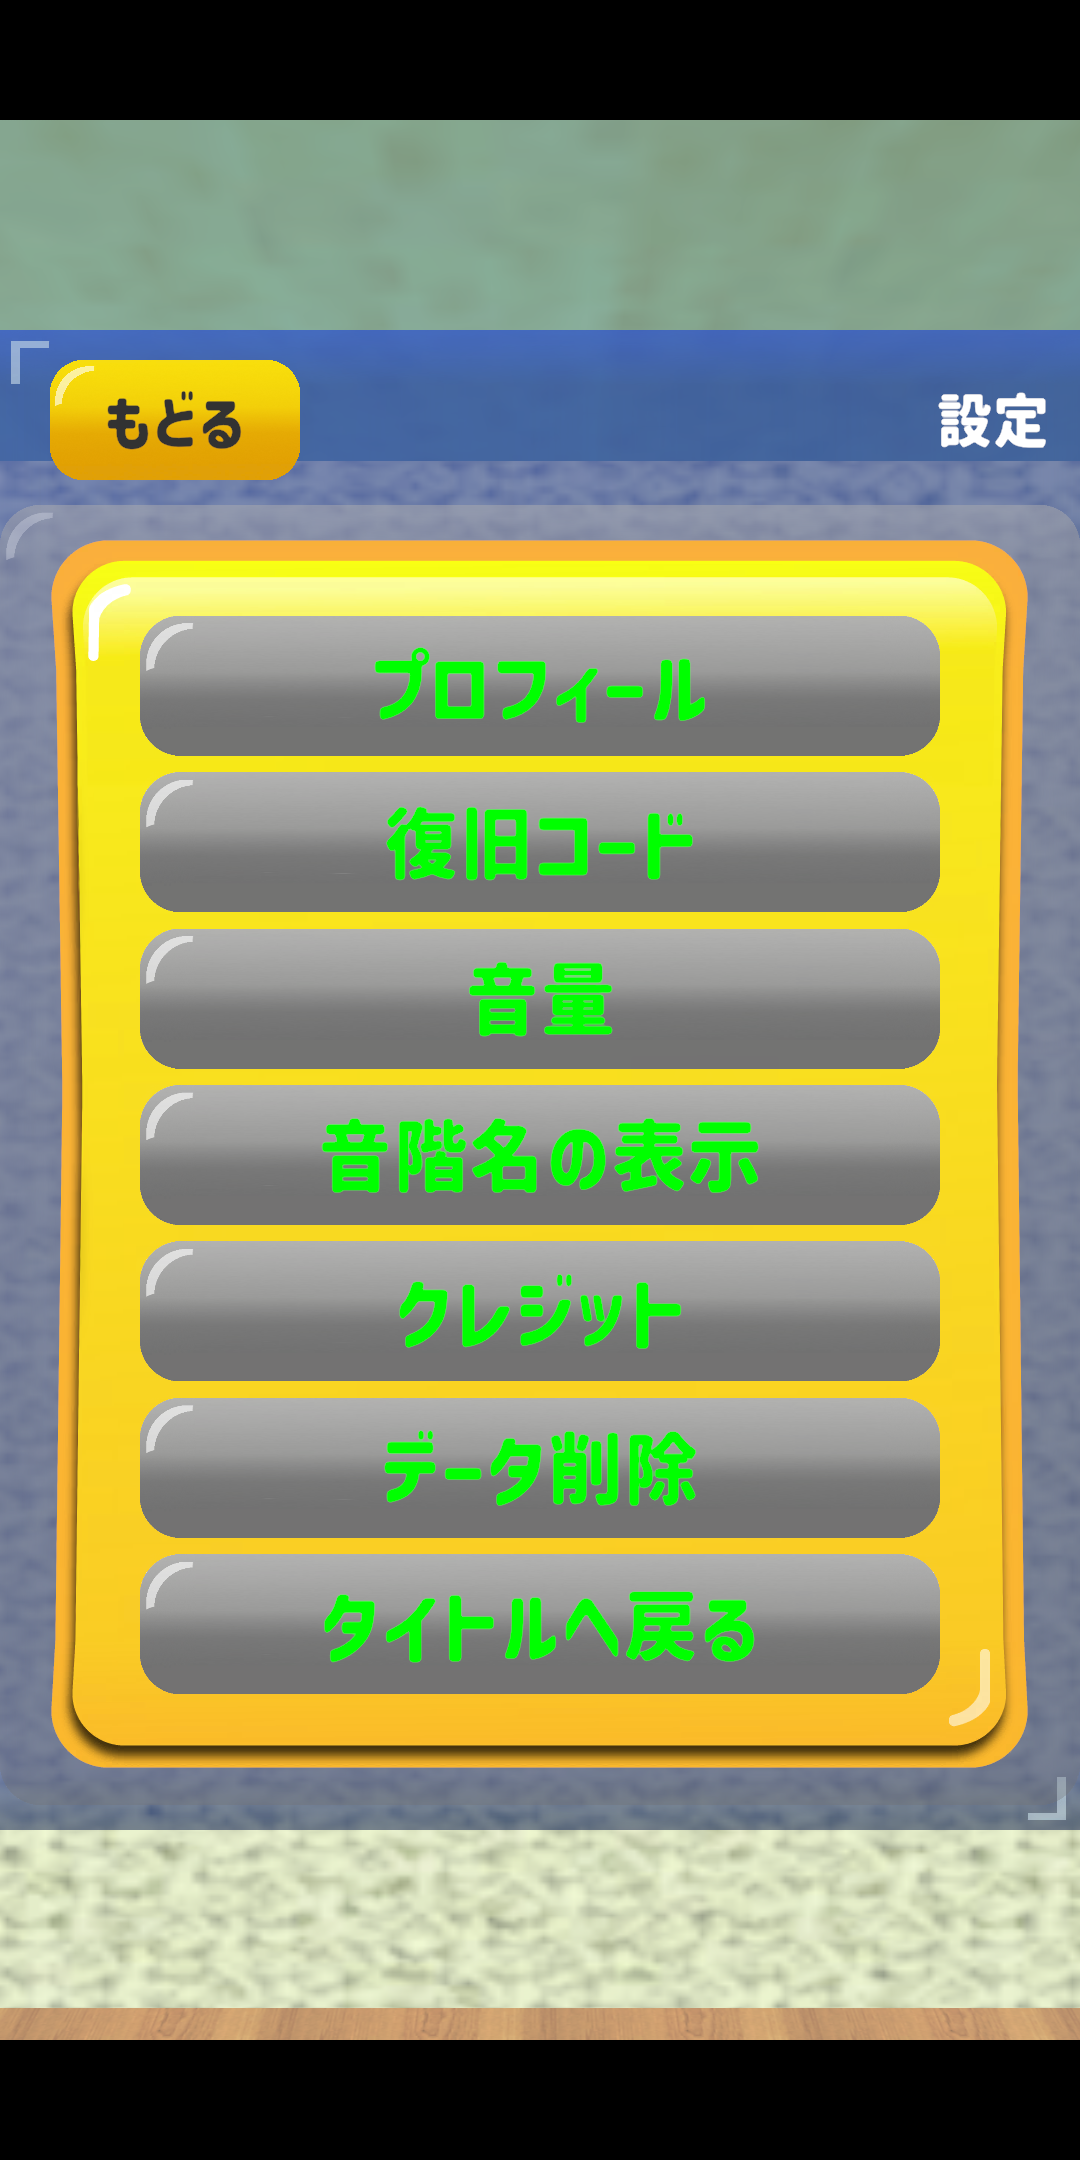 もどる
設定
プロフィール
復旧コード
音量
音階名の表示
クレジット
データ削除
タイトルへ戻る